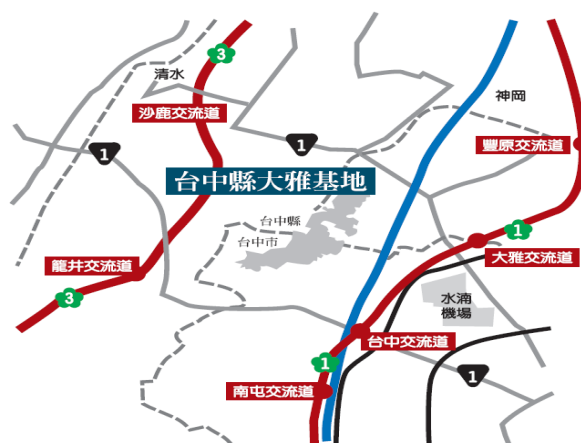 3
清水
神岡
沙鹿交流道
1
豐原交流道
1
台中縣大雅基地
台中縣
台中市
1
龍井交流道
大雅交流道
3
水湳
機場
台中交流道
1
1
南屯交流道